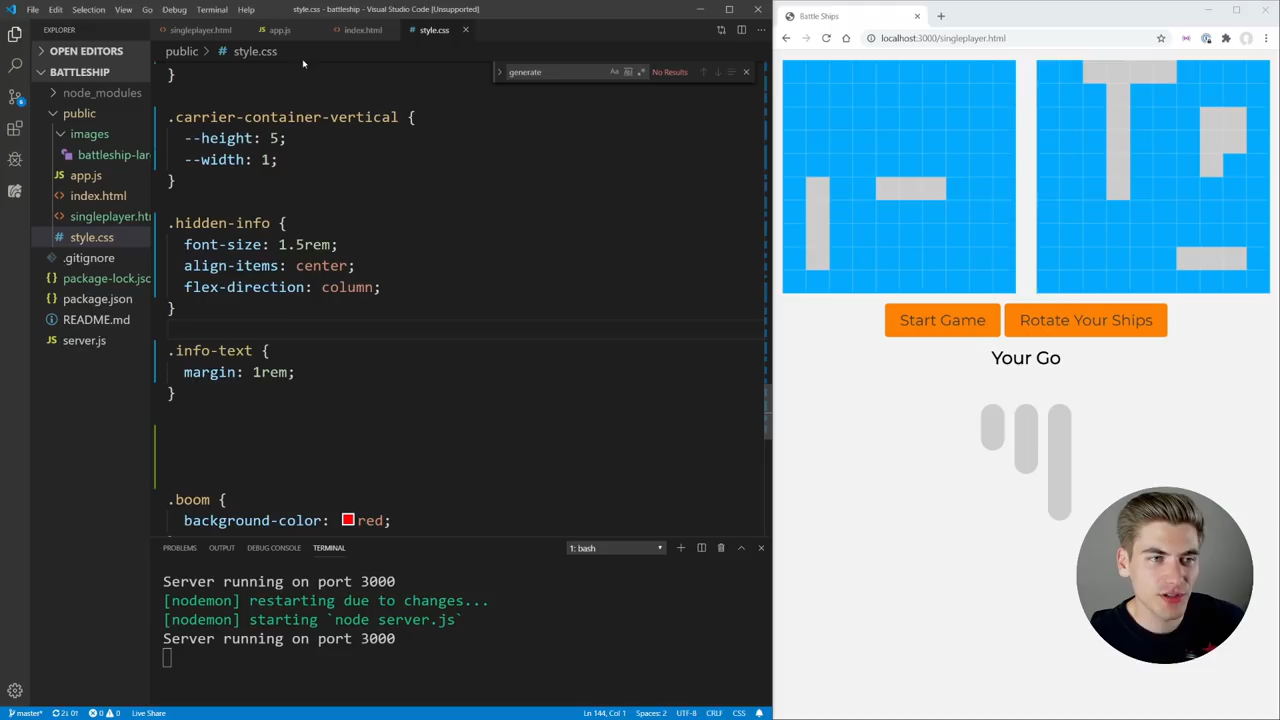 File Edit Selection View Go Debug Terminal Help
style.css - battleship - Visual Studio Code [Unsupported]
EXPLORER
OPEN EDITORS
BATTLESHIP
node_modules
public
images
battleship-lar
app.js
index.html
singleplayer.ht
style.css
.gitignore
package-lock.jsc
package.json
README.md
server.js
singleplayer.html
app.js
index.html
style.css
public > style.css
generate
Aa
No Results
}
.carrier-container-vertical {
--height: 5;
--width: 1;
}
.hidden-info {
font-size: 1.5rem;
align-items: center;
flex-direction: column;
}
.info-text {
margin: 1rem;
}
.boom {
background-color: red;
PROBLEMS OUTPUT DEBUG CONSOLE TERMINAL
1: bash
Server running on port 3000
[nodemon] restarting due to changes...
[nodemon] starting `node server.js`
Server running on port 3000
master* 2↓ 0↑ 0 0 Live Share
Ln 144, Col 1 Spaces: 2 UTF-8 CRLF CSS
Battle Ships
localhost:3000/singleplayer.html
Start Game
Rotate Your Ships
Your Go